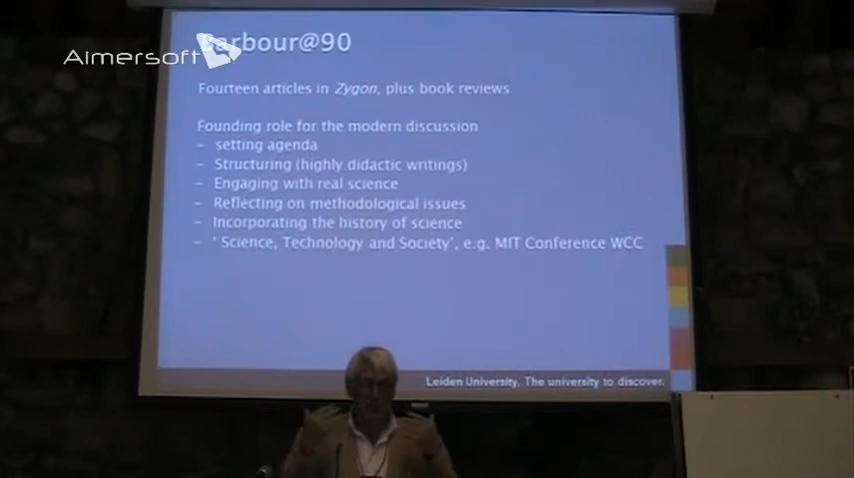 Aimersoft
Barbour@90
Fourteen articles in Zygon, plus book reviews
Founding role for the modern discussion
– setting agenda
– Structuring (highly didactic writings)
– Engaging with real science
– Reflecting on methodological issues
– Incorporating the history of science
– ‘ Science, Technology and Society’, e.g. MIT Conference WCC
Leiden University. The university to discover.